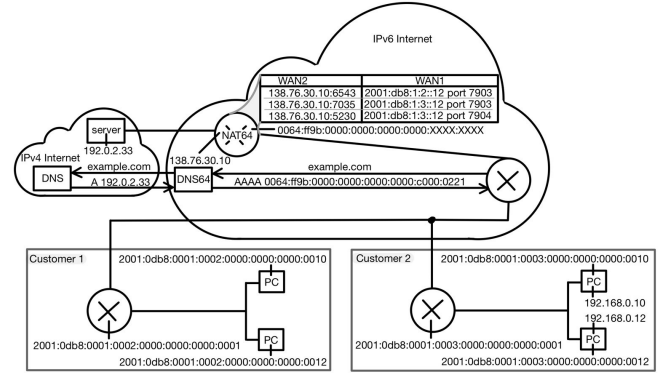 IPv6 Internet
WAN2 WAN1
138.76.30.10:6543 2001:db8:1:2::12 port 7903
138.76.30.10:7035 2001:db8:1:3::12 port 7903
138.76.30.10:5230 2001:db8:1:3::12 port 7904
server
NAT64
0064:ff9b:0000:0000:0000:0000:XXXX:XXXX
192.0.2.33
IPv4 Internet
138.76.30.10
example.com
example.com
DNS
DNS64
A 192.0.2.33
AAAA 0064:ff9b:0000:0000:0000:0000:c000:0221
Customer 1
2001:0db8:0001:0002:0000:0000:0000:0010
PC
2001:0db8:0001:0002:0000:0000:0000:0001
PC
2001:0db8:0001:0002:0000:0000:0000:0012
Customer 2
2001:0db8:0001:0003:0000:0000:0000:0010
PC
192.168.0.10
192.168.0.12
2001:0db8:0001:0003:0000:0000:0000:0001
PC
2001:0db8:0001:0003:0000:0000:0000:0012